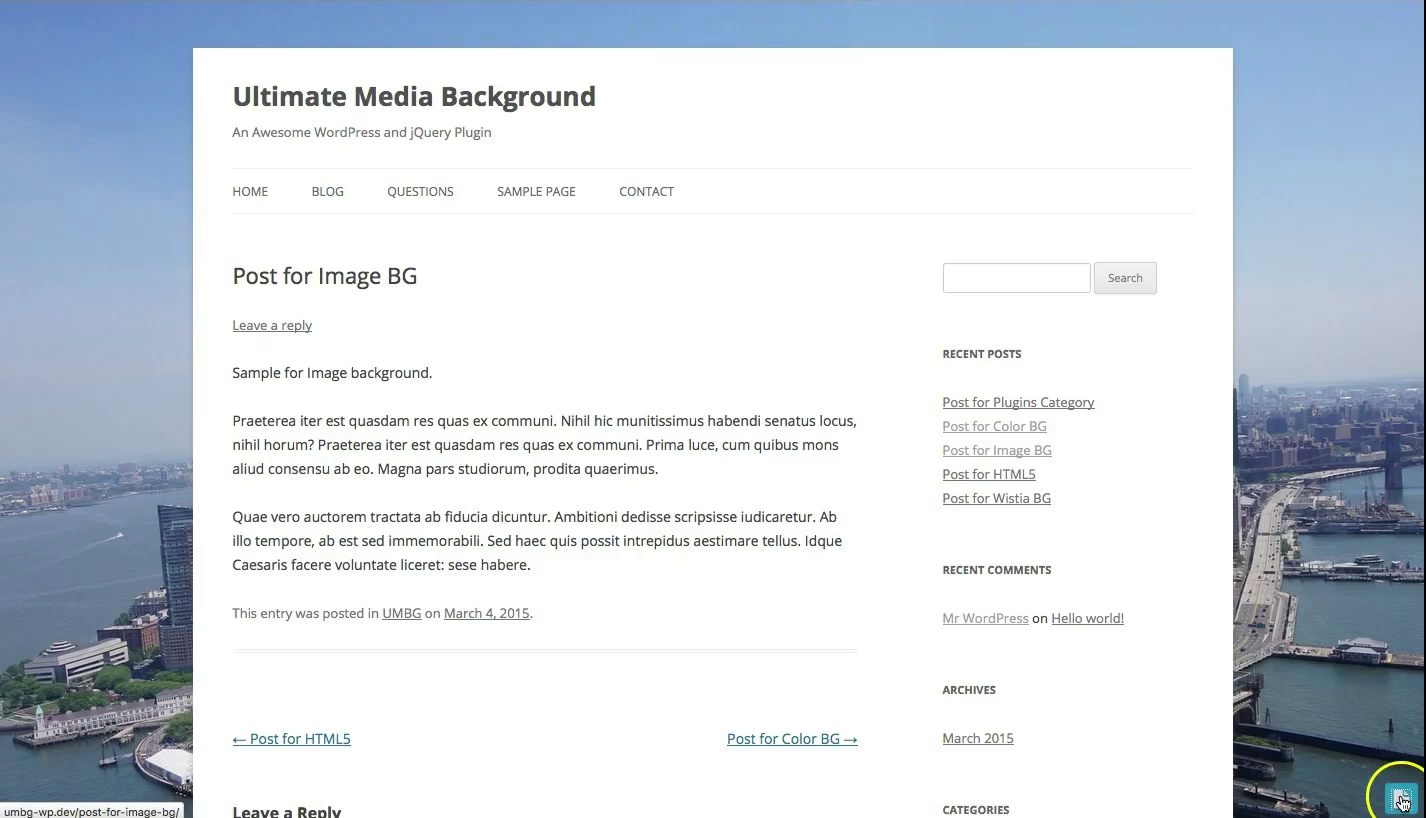 Ultimate Media Background
An Awesome WordPress and jQuery Plugin
HOME
BLOG
QUESTIONS
SAMPLE PAGE
CONTACT
Post for Image BG
Leave a reply
Sample for Image background.
Praeterea iter est quasdam res quas ex communi. Nihil hic munitissimus habendi senatus locus,
nihil horum? Praeterea iter est quasdam res quas ex communi. Prima luce, cum quibus mons
aliud consensu ab eo. Magna pars studiorum, prodita quaerimus.
Quae vero auctorem tractata ab fiducia dicuntur. Ambitioni dedisse scripsisse iudicaretur. Ab
illo tempore, ab est sed immemorabili. Sed haec quis possit intrepidus aestimare tellus. Idque
Caesaris facere voluntate liceret: sese habere.
This entry was posted in UMBG on March 4, 2015.
← Post for HTML5
Post for Color BG →
Leave a Reply
Search
RECENT POSTS
Post for Plugins Category
Post for Color BG
Post for Image BG
Post for HTML5
Post for Wistia BG
RECENT COMMENTS
Mr WordPress on Hello world!
ARCHIVES
March 2015
CATEGORIES
umbg-wp.dev/post-for-image-bg/